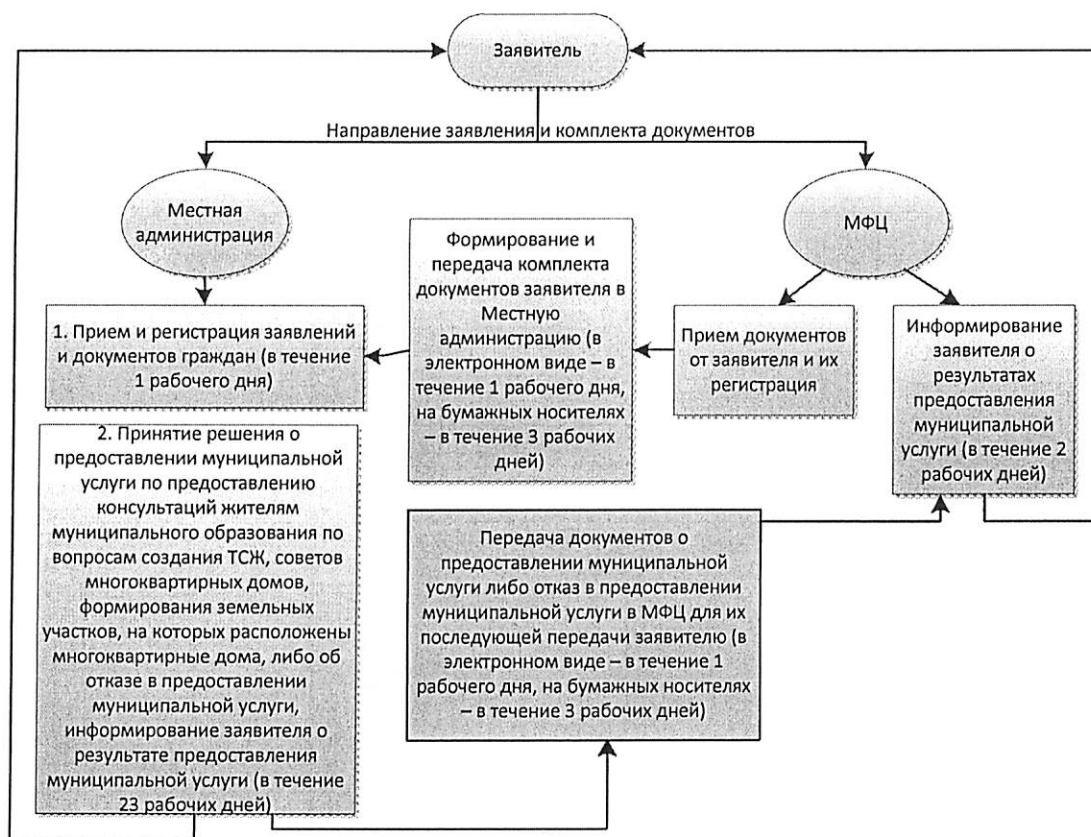 Заявитель
Направление заявления и комплекта документов
Местная
администрация
МФЦ
Формирование и
передача комплекта
документов заявителя в
Местную
администрацию (в
электронном виде – в
течение 1 рабочего дня,
на бумажных носителях
– в течение 3 рабочих
дней)
1. Прием и регистрация заявлений
и документов граждан (в течение
1 рабочего дня)
Прием документов
от заявителя и их
регистрация
Информирование
заявителя о
результатах
предоставления
муниципальной
услуги (в течение 2
рабочих дней)
2. Принятие решения о
предоставлении муниципальной
услуги по предоставлению
консультаций жителям
муниципального образования по
вопросам создания ТСЖ, советов
многоквартирных домов,
формирования земельных
участков, на которых расположены
многоквартирные дома, либо об
отказе в предоставлении
муниципальной услуги,
информирование заявителя о
результате предоставления
муниципальной услуги (в течение
23 рабочих дней)
Передача документов о
предоставлении муниципальной
услуги либо отказ в предоставлении
муниципальной услуги в МФЦ для их
последующей передачи заявителю (в
электронном виде – в течение 1
рабочего дня, на бумажных носителях
– в течение 3 рабочих дней)